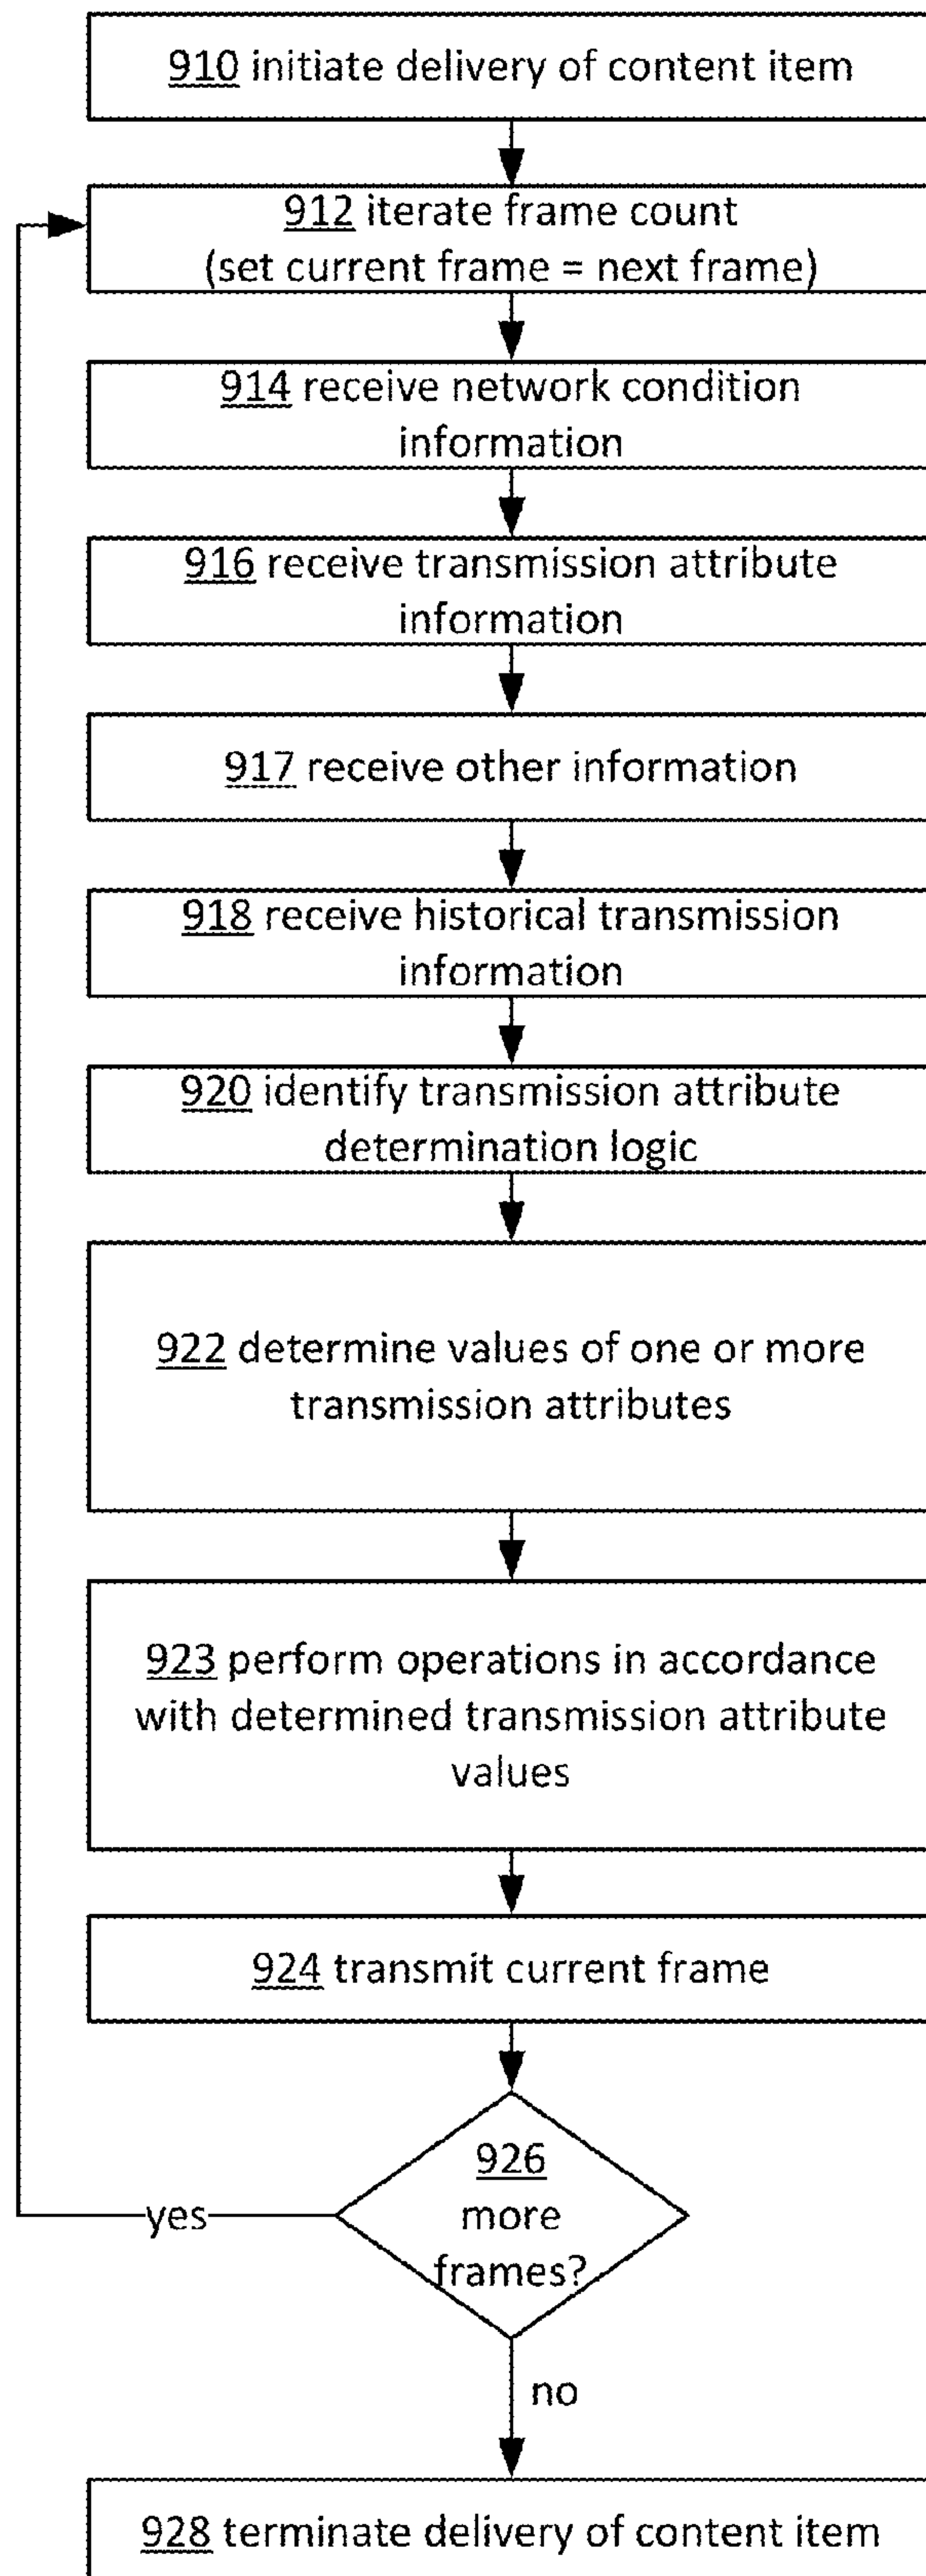 910 initiate delivery of content item
912 iterate frame count
(set current frame = next frame)
914 receive network condition
information
916 receive transmission attribute
information
917 receive other information
918 receive historical transmission
information
920 identify transmission attribute
determination logic
922 determine values of one or more
transmission attributes
923 perform operations in accordance
with determined transmission attribute
values
924 transmit current frame
926
more
frames?
yes
no
928 terminate delivery of content item